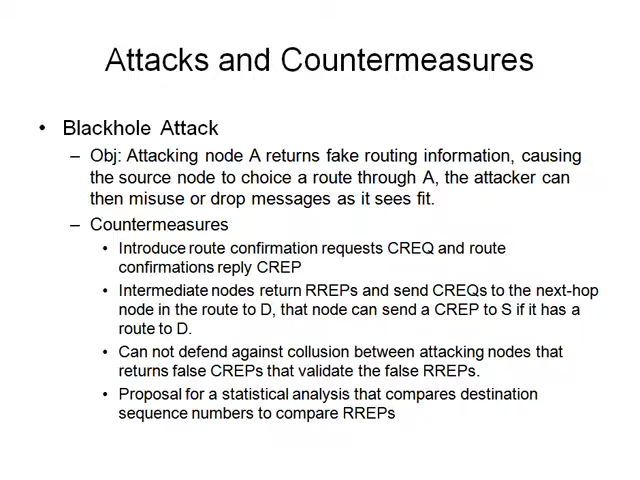 Attacks and Countermeasures
• Blackhole Attack
– Obj: Attacking node A returns fake routing information, causing
the source node to choice a route through A, the attacker can
then misuse or drop messages as it sees fit.
– Countermeasures
• Introduce route confirmation requests CREQ and route
confirmations reply CREP
• Intermediate nodes return RREPs and send CREQs to the next-hop
node in the route to D, that node can send a CREP to S if it has a
route to D.
• Can not defend against collusion between attacking nodes that
returns false CREPs that validate the false RREPs.
• Proposal for a statistical analysis that compares destination
sequence numbers to compare RREPs